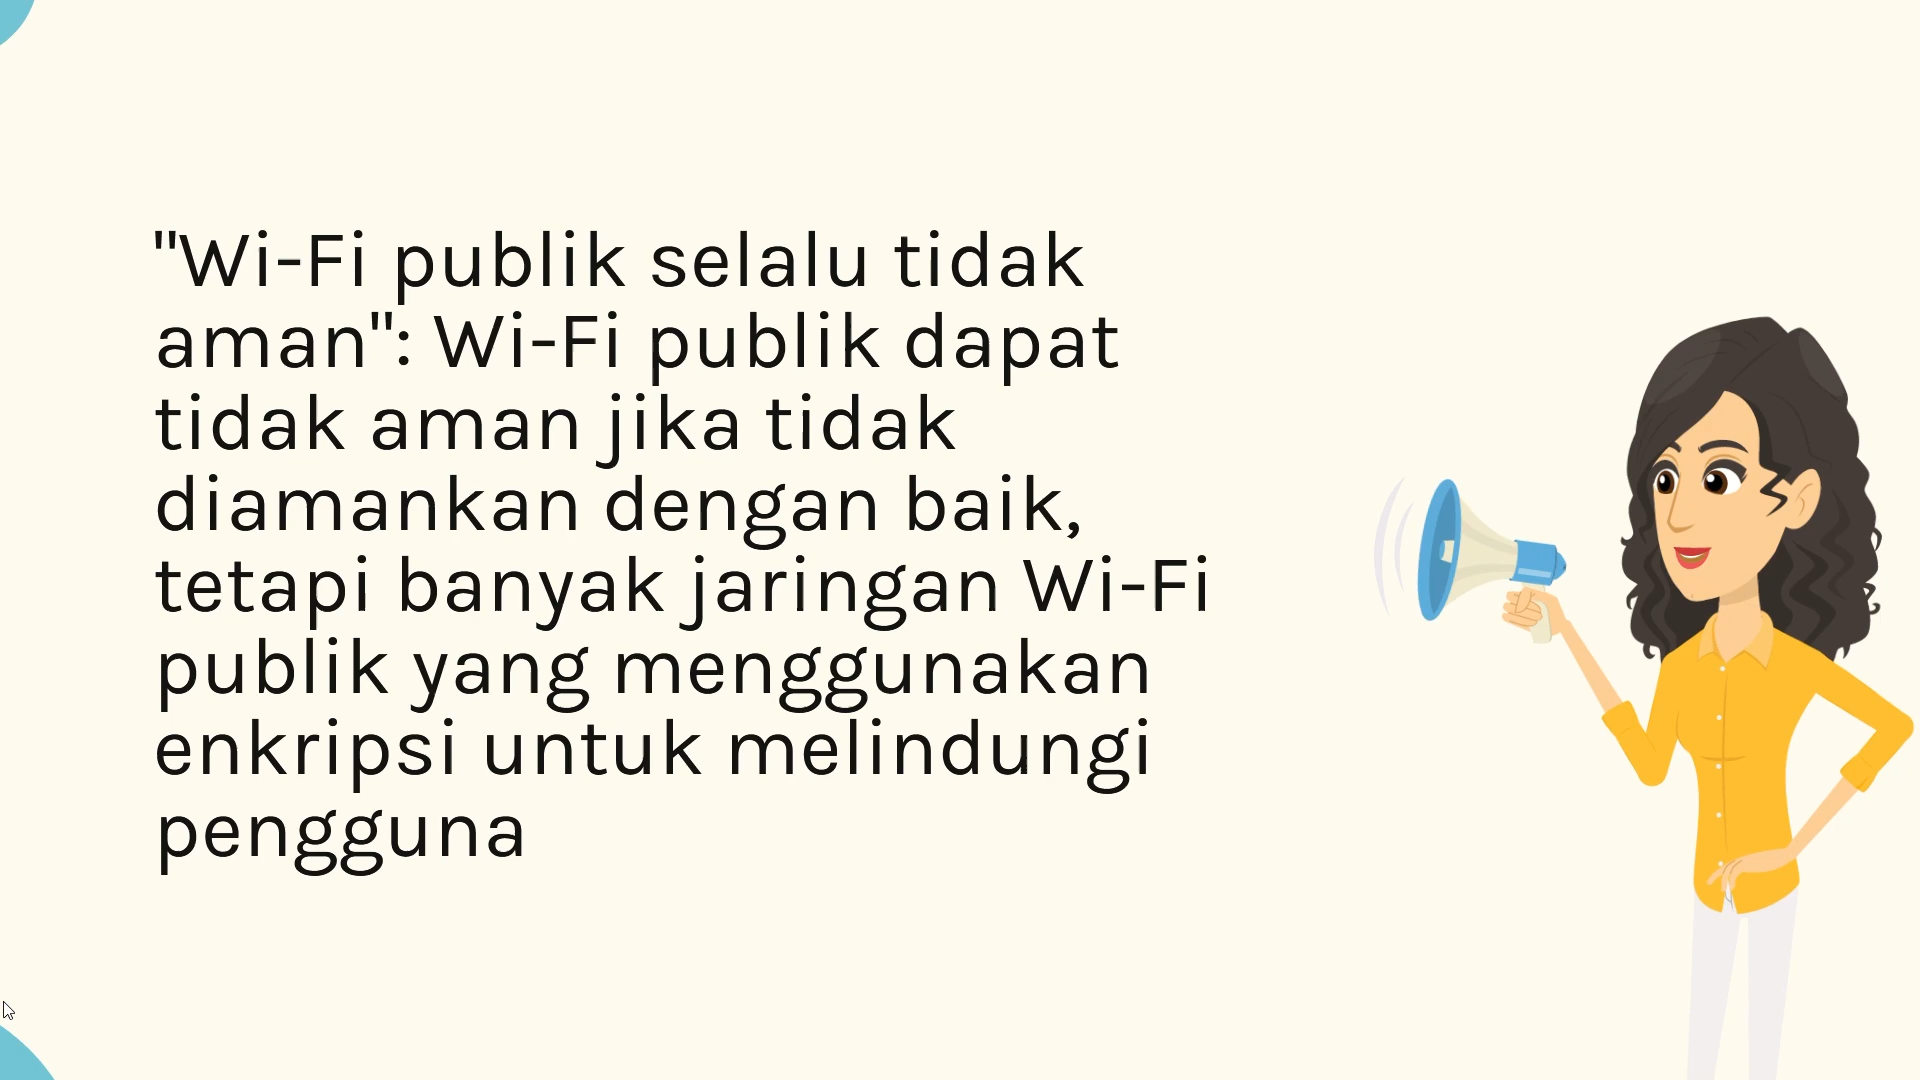 "Wi-Fi publik selalu tidak
aman": Wi-Fi publik dapat
tidak aman jika tidak
diamankan dengan baik,
tetapi banyak jaringan Wi-Fi
publik yang menggunakan
enkripsi untuk melindungi
pengguna